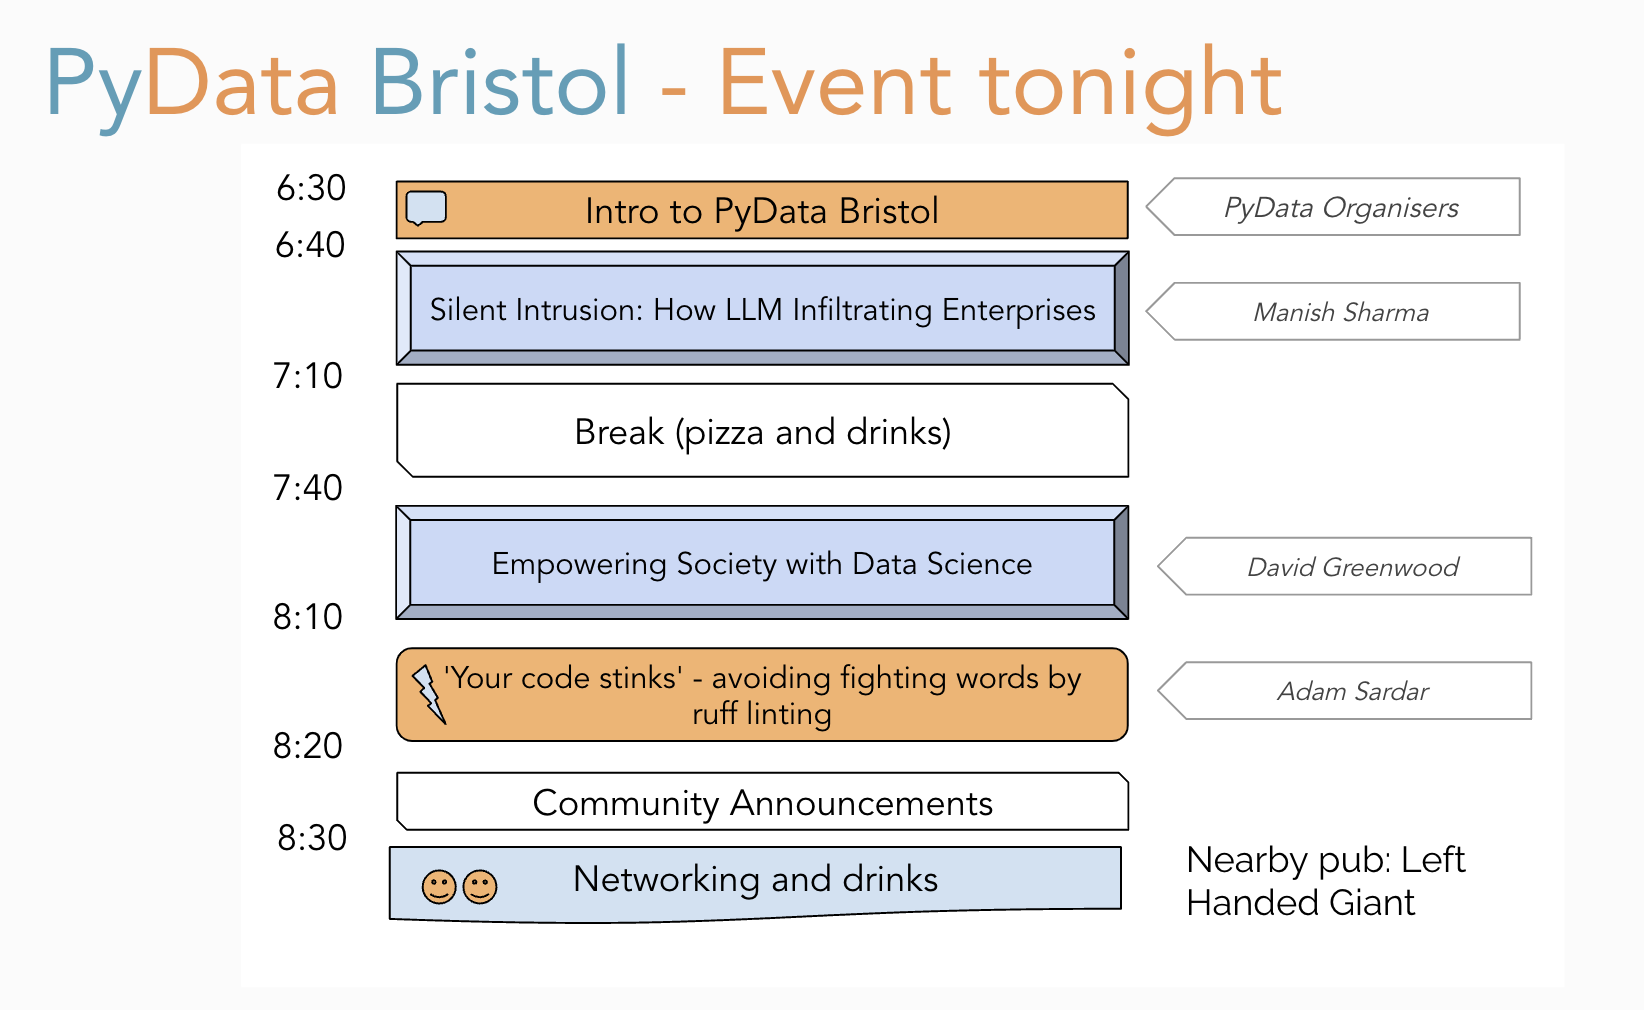 PyData Bristol - Event tonight
6:30
Intro to PyData Bristol
PyData Organisers
6:40
Silent Intrusion: How LLM Infiltrating Enterprises
Manish Sharma
7:10
Break (pizza and drinks)
7:40
Empowering Society with Data Science
David Greenwood
8:10
'Your code stinks' - avoiding fighting words by
ruff linting
Adam Sardar
8:20
Community Announcements
8:30
Networking and drinks
Nearby pub: Left
Handed Giant